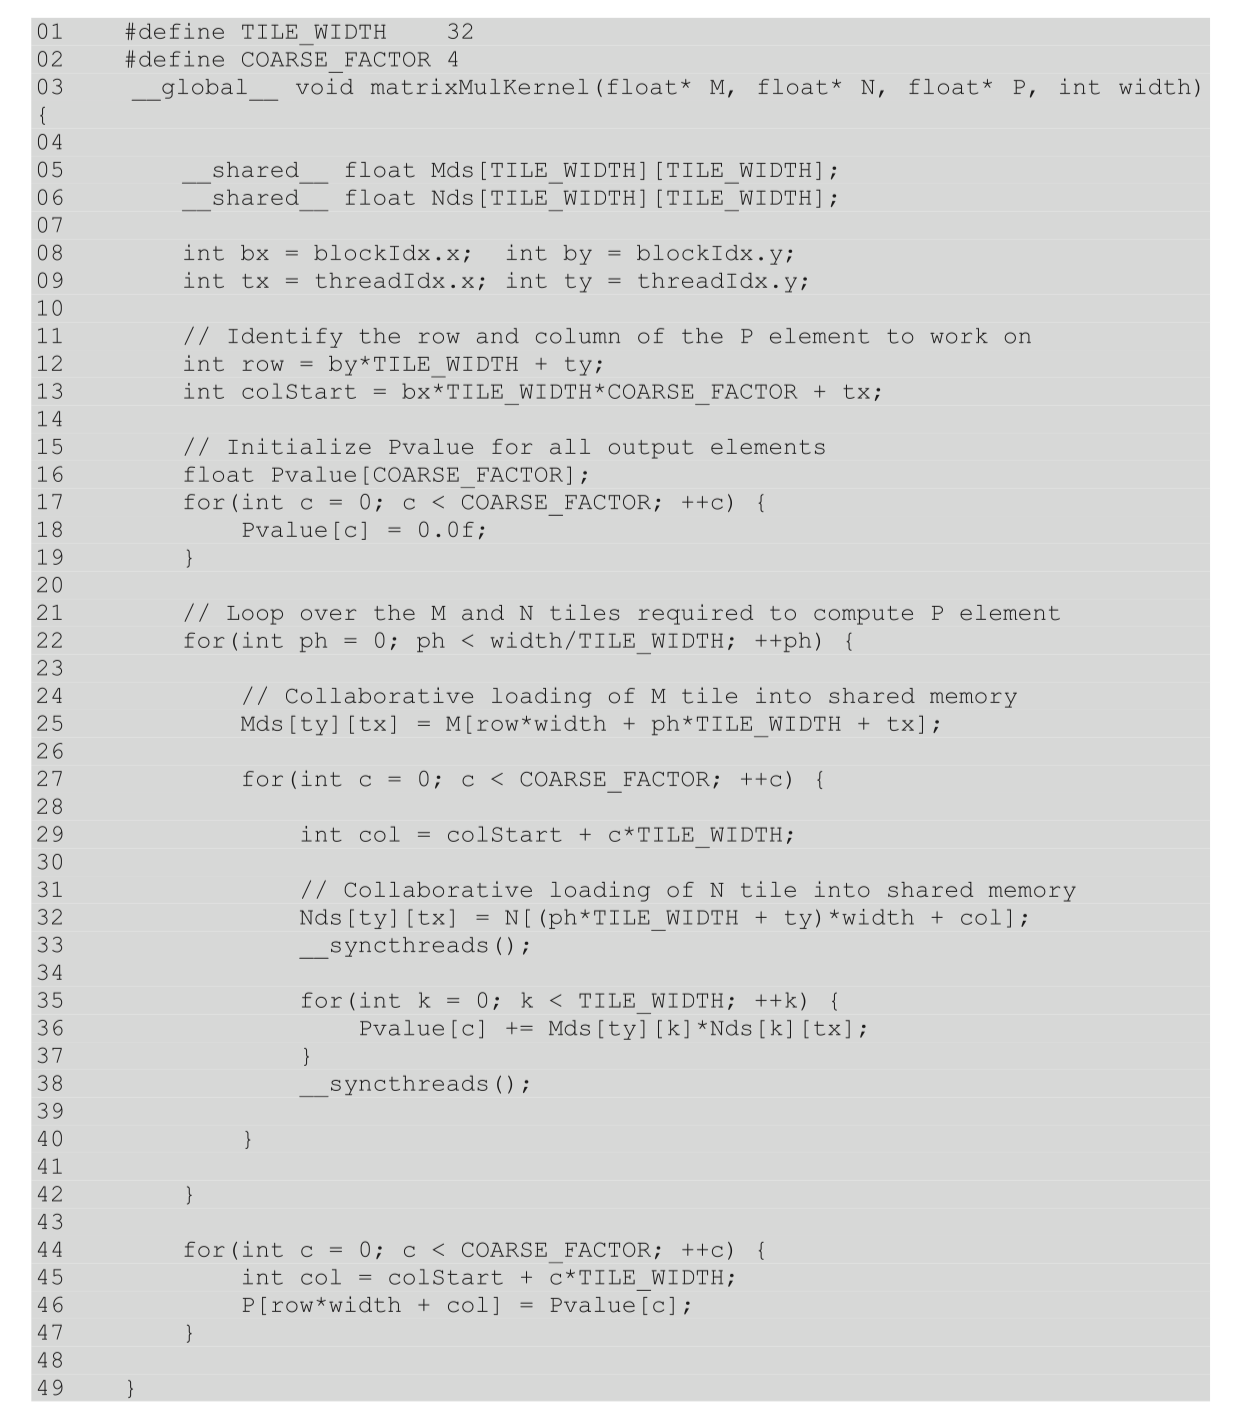 01 #define TILE_WIDTH 32
02 #define COARSE_FACTOR 4
03 __global__ void matrixMulKernel(float* M, float* N, float* P, int width)
{
04
05 __shared__ float Mds[TILE_WIDTH][TILE_WIDTH];
06 __shared__ float Nds[TILE_WIDTH][TILE_WIDTH];
07
08 int bx = blockIdx.x; int by = blockIdx.y;
09 int tx = threadIdx.x; int ty = threadIdx.y;
10
11 // Identify the row and column of the P element to work on
12 int row = by*TILE_WIDTH + ty;
13 int colStart = bx*TILE_WIDTH*COARSE_FACTOR + tx;
14
15 // Initialize Pvalue for all output elements
16 float Pvalue[COARSE_FACTOR];
17 for(int c = 0; c < COARSE_FACTOR; ++c) {
18 Pvalue[c] = 0.0f;
19 }
20
21 // Loop over the M and N tiles required to compute P element
22 for(int ph = 0; ph < width/TILE_WIDTH; ++ph) {
23
24 // Collaborative loading of M tile into shared memory
25 Mds[ty][tx] = M[row*width + ph*TILE_WIDTH + tx];
26
27 for(int c = 0; c < COARSE_FACTOR; ++c) {
28
29 int col = colStart + c*TILE_WIDTH;
30
31 // Collaborative loading of N tile into shared memory
32 Nds[ty][tx] = N[(ph*TILE_WIDTH + ty)*width + col];
33 __syncthreads();
34
35 for(int k = 0; k < TILE_WIDTH; ++k) {
36 Pvalue[c] += Mds[ty][k]*Nds[k][tx];
37 }
38 __syncthreads();
39
40 }
41
42 }
43
44 for(int c = 0; c < COARSE_FACTOR; ++c) {
45 int col = colStart + c*TILE_WIDTH;
46 P[row*width + col] = Pvalue[c];
47 }
48
49 }